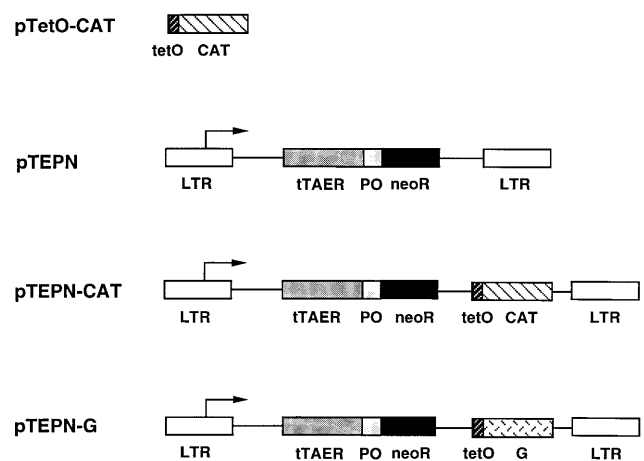 pTetO-CAT
tetO CAT
pTEPN
LTR tTAER PO neoR LTR
pTEPN-CAT
LTR tTAER PO neoR tetO CAT LTR
pTEPN-G
LTR tTAER PO neoR tetO G LTR